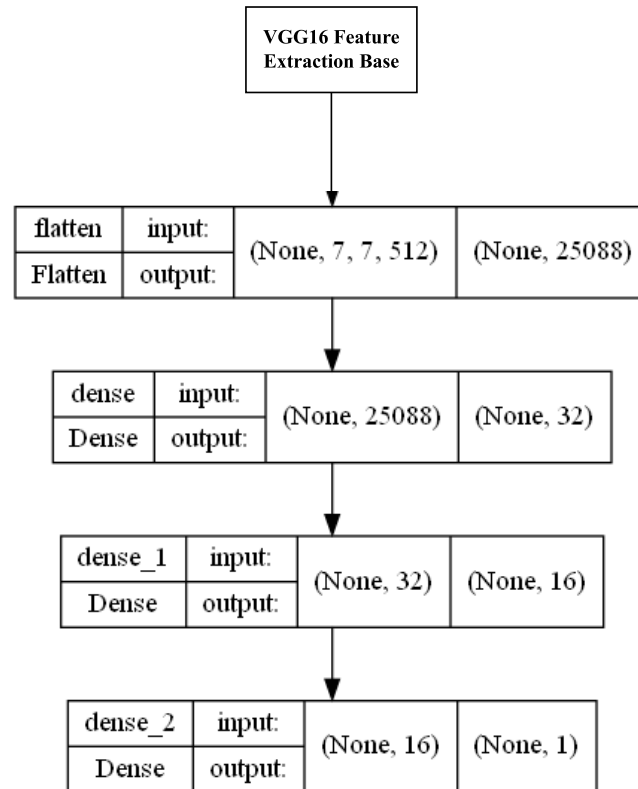 VGG16 Feature
Extraction Base
flatten input: (None, 7, 7, 512) (None, 25088)
Flatten output:
dense input: (None, 25088) (None, 32)
Dense output:
dense_1 input: (None, 32) (None, 16)
Dense output:
dense_2 input: (None, 16) (None, 1)
Dense output: